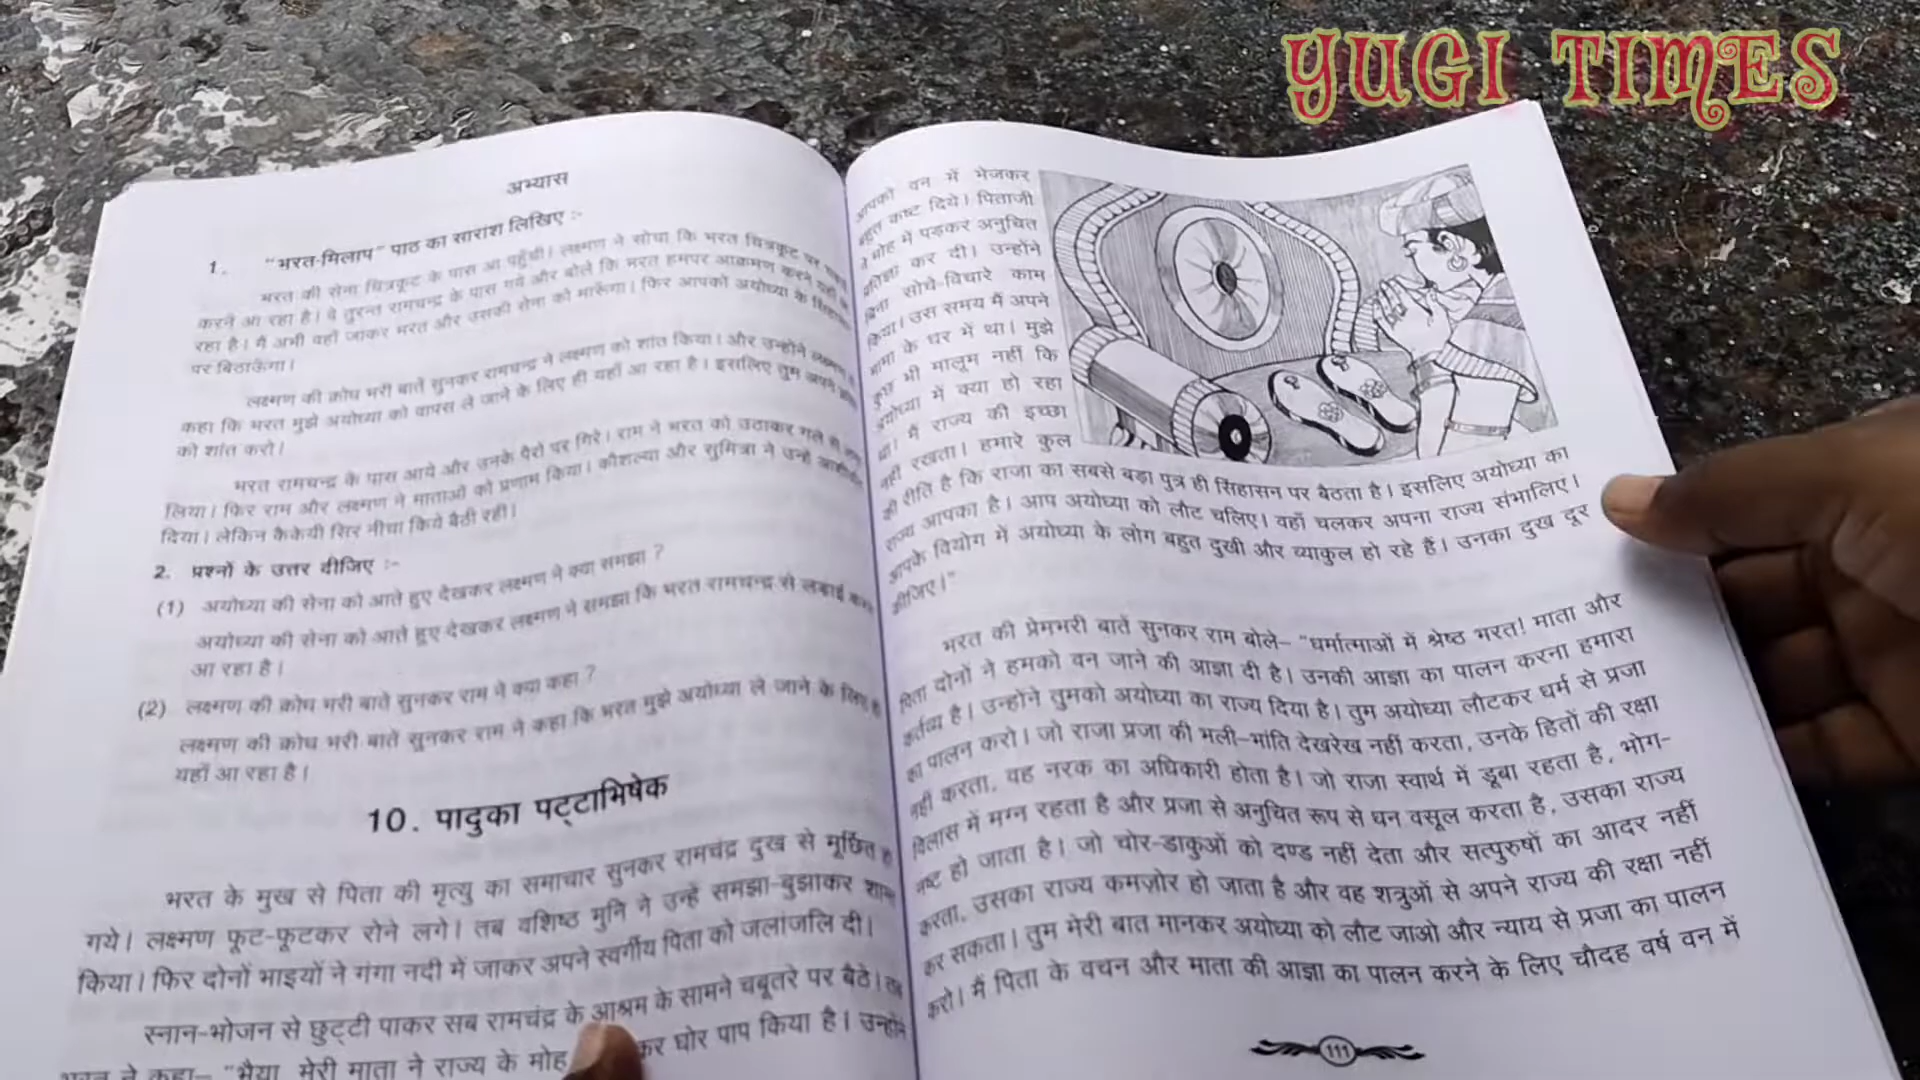 YUGI TIMES
अभ्यास
1. "भरत-मिलाप" पाठ का सारांश लिखिए :-
भरत की सेना चित्रकूट के पास आ पहुँची। लक्ष्मण ने सोचा कि भरत चित्रकूट पर
करने आ रहा है। वे तुरन्त रामचन्द्र के पास गये और बोले कि भरत हमपर आक्रमण करने यहाँ
रहा है। मैं अभी वहाँ जाकर भरत और उसकी सेना को मारूँगा। फिर आपको अयोध्या के
पर बिठाऊँगा।
लक्ष्मण की क्रोध भरी बातें सुनकर रामचन्द्र ने लक्ष्मण को शांत किया। और उन्होंने
कहा कि भरत मुझे अयोध्या को वापस ले जाने के लिए ही यहाँ आ रहा है। इसलिए तुम अपने
को शांत करो।
भरत रामचन्द्र के पास आये और उनके पैरों पर गिरे। राम ने भरत को उठाकर गले से
लिया। फिर राम और लक्ष्मण ने माताओं को प्रणाम किया। कौशल्या और सुमित्रा ने उन्हें
दिया। लेकिन कैकेयी सिर नीचा किये बैठी रही।
2. प्रश्नों के उत्तर दीजिए :-
(1) अयोध्या की सेना को आते हुए देखकर लक्ष्मण ने क्या समझा ?
अयोध्या की सेना को आते हुए देखकर लक्ष्मण ने समझा कि भरत रामचन्द्र से लड़ाई
आ रहा है।
(2) लक्ष्मण की क्रोध भरी बातें सुनकर राम ने क्या कहा ?
लक्ष्मण की क्रोध भरी बातें सुनकर राम ने कहा कि भरत मुझे अयोध्या ले जाने के लिए
यहाँ आ रहा है।
10. पादुका पट्टाभिषेक
भरत के मुख से पिता की मृत्यु का समाचार सुनकर रामचंद्र दुख से मूर्छित
गये। लक्ष्मण फूट-फूटकर रोने लगे। तब वशिष्ठ मुनि ने उन्हें समझा-बुझाकर
किया। फिर दोनों भाइयों ने गंगा नदी में जाकर अपने स्वर्गीय पिता को जलांजलि दी।
स्नान-भोजन से छुट्टी पाकर सब रामचंद्र के आश्रम के सामने चबूतरे पर बैठे।
भरत ने कहा– "भैया, मेरी माता ने राज्य के मोह कर घोर पाप किया है। उन्होंने
आपको वन में भेजकर
बहुत कष्ट दिये। पिताजी
ने मोह में पड़कर अनुचित
प्रतिज्ञा कर दी। उन्होंने
बिना सोचे-विचारे काम
किया। उस समय मैं अपने
मामा के घर में था। मुझे
कुछ भी मालूम नहीं कि
अयोध्या में क्या हो रहा
था। मैं राज्य की इच्छा
नहीं रखता। हमारे कुल
की रीति है कि राजा का सबसे बड़ा पुत्र ही सिंहासन पर बैठता है। इसलिए अयोध्या का
राज्य आपका है। आप अयोध्या को लौट चलिए। वहाँ चलकर अपना राज्य संभालिए।
आपके वियोग में अयोध्या के लोग बहुत दुखी और व्याकुल हो रहे हैं। उनका दुख दूर
कीजिए।"
भरत की प्रेमभरी बातें सुनकर राम बोले– "धर्मात्माओं में श्रेष्ठ भरत! माता और
पिता दोनों ने हमको वन जाने की आज्ञा दी है। उनकी आज्ञा का पालन करना हमारा
कर्तव्य है। उन्होंने तुमको अयोध्या का राज्य दिया है। तुम अयोध्या लौटकर धर्म से प्रजा
का पालन करो। जो राजा प्रजा की भली-भांति देखरेख नहीं करता, उनके हितों की रक्षा
नहीं करता, वह नरक का अधिकारी होता है। जो राजा स्वार्थ में डूबा रहता है, भोग-
विलास में मग्न रहता है और प्रजा से अनुचित रूप से धन वसूल करता है, उसका राज्य
नष्ट हो जाता है। जो चोर-डाकुओं को दण्ड नहीं देता और सत्पुरुषों का आदर नहीं
करता, उसका राज्य कमज़ोर हो जाता है और वह शत्रुओं से अपने राज्य की रक्षा नहीं
कर सकता। तुम मेरी बात मानकर अयोध्या को लौट जाओ और न्याय से प्रजा का पालन
करो। मैं पिता के वचन और माता की आज्ञा का पालन करने के लिए चौदह वर्ष वन में
111